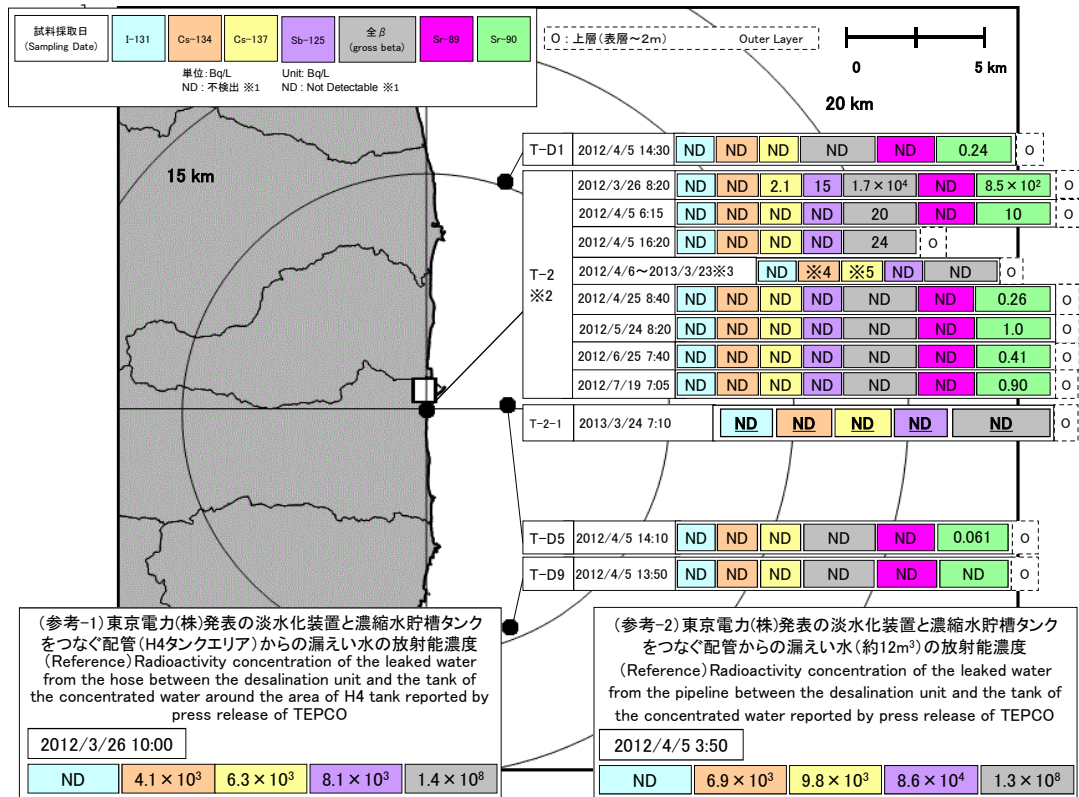 試料採取日
(Sampling Date)
I-131
Cs-134
Cs-137
Sb-125
全β
(gross beta)
Sr-89
Sr-90
単位:Bq/L
Unit: Bq/L
ND : 不検出 ※1
ND : Not Detectable ※1
O : 上層(表層～2m) Outer Layer
0 5 km
20 km
15 km
T-D1 2012/4/5 14:30 ND ND ND ND ND 0.24 O
T-2
※2
2012/3/26 8:20 ND ND 2.1 15 1.7×10⁴ ND 8.5×10² O
2012/4/5 6:15 ND ND ND ND 20 ND 10 O
2012/4/5 16:20 ND ND ND ND 24 O
2012/4/6～2013/3/23※3 ND ※4 ※5 ND ND O
2012/4/25 8:40 ND ND ND ND ND ND 0.26 O
2012/5/24 8:20 ND ND ND ND ND ND 1.0 O
2012/6/25 7:40 ND ND ND ND ND ND 0.41 O
2012/7/19 7:05 ND ND ND ND ND ND 0.90 O
T-2-1 2013/3/24 7:10 ND ND ND ND ND O
T-D5 2012/4/5 14:10 ND ND ND ND ND 0.061 O
T-D9 2012/4/5 13:50 ND ND ND ND ND ND O
(参考-1)東京電力(株)発表の淡水化装置と濃縮水貯槽タンク
をつなぐ配管(H4タンクエリア)からの漏えい水の放射能濃度
(Reference)Radioactivity concentration of the leaked water
from the hose between the desalination unit and the tank of
the concentrated water around the area of H4 tank reported by
press release of TEPCO
2012/3/26 10:00
ND 4.1×10³ 6.3×10³ 8.1×10³ 1.4×10⁸
(参考-2)東京電力(株)発表の淡水化装置と濃縮水貯槽タンク
をつなぐ配管からの漏えい水(約12m³)の放射能濃度
(Reference)Radioactivity concentration of the leaked water
from the pipeline between the desalination unit and the tank of
the concentrated water reported by press release of TEPCO
2012/4/5 3:50
ND 6.9×10³ 9.8×10³ 8.6×10⁴ 1.3×10⁸